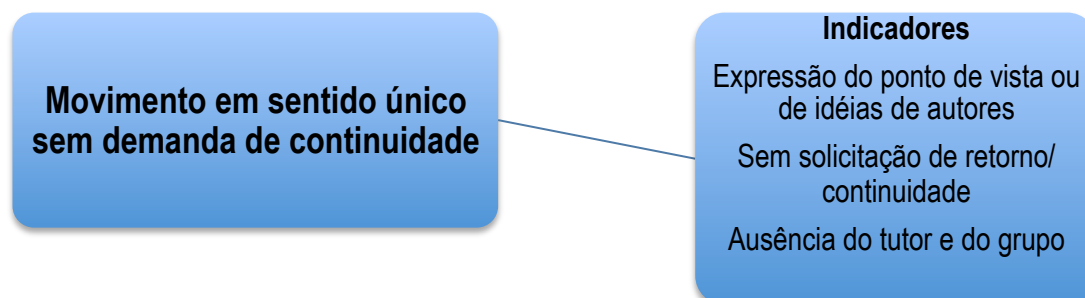 Movimento em sentido único
sem demanda de continuidade
Indicadores
Expressão do ponto de vista ou
de idéias de autores
Sem solicitação de retorno/
continuidade
Ausência do tutor e do grupo